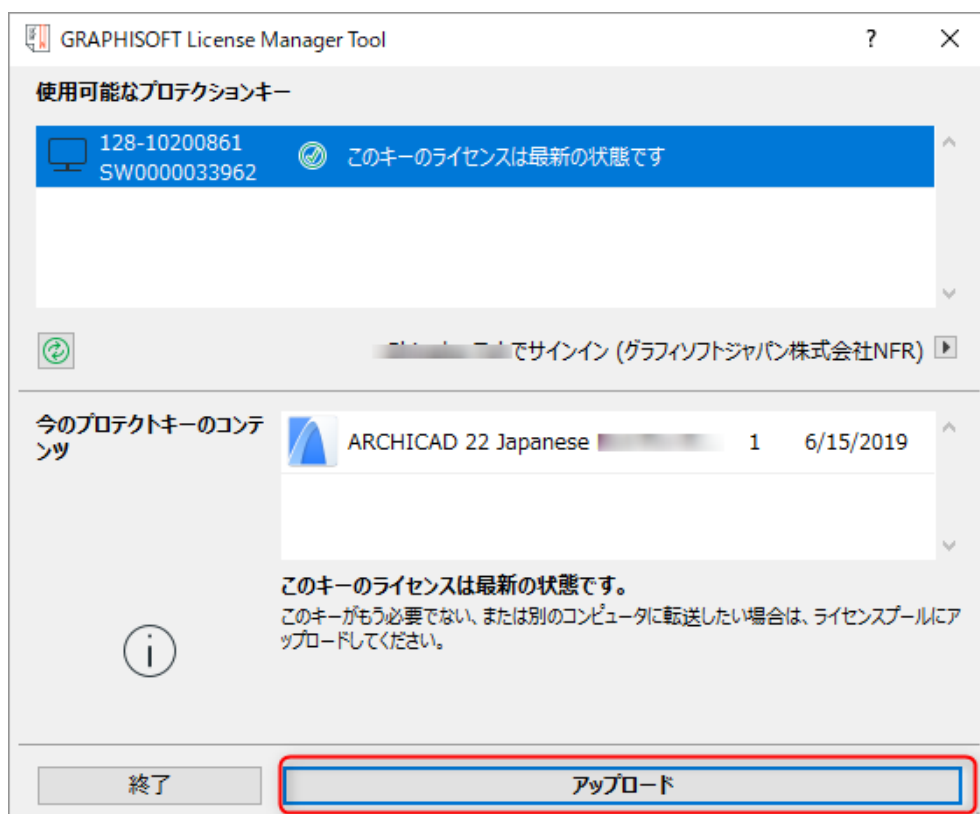 GRAPHISOFT License Manager Tool
使用可能なプロテクションキー
128-10200861
SW0000033962
このキーのライセンスは最新の状態です
でサインイン (グラフィソフトジャパン株式会社NFR)
今のプロテクトキーのコンテ
ンツ
ARCHICAD 22 Japanese 1 6/15/2019
このキーのライセンスは最新の状態です。
このキーがもう必要でない、または別のコンピュータに転送したい場合は、ライセンスプールにア
ップロードしてください。
終了
アップロード